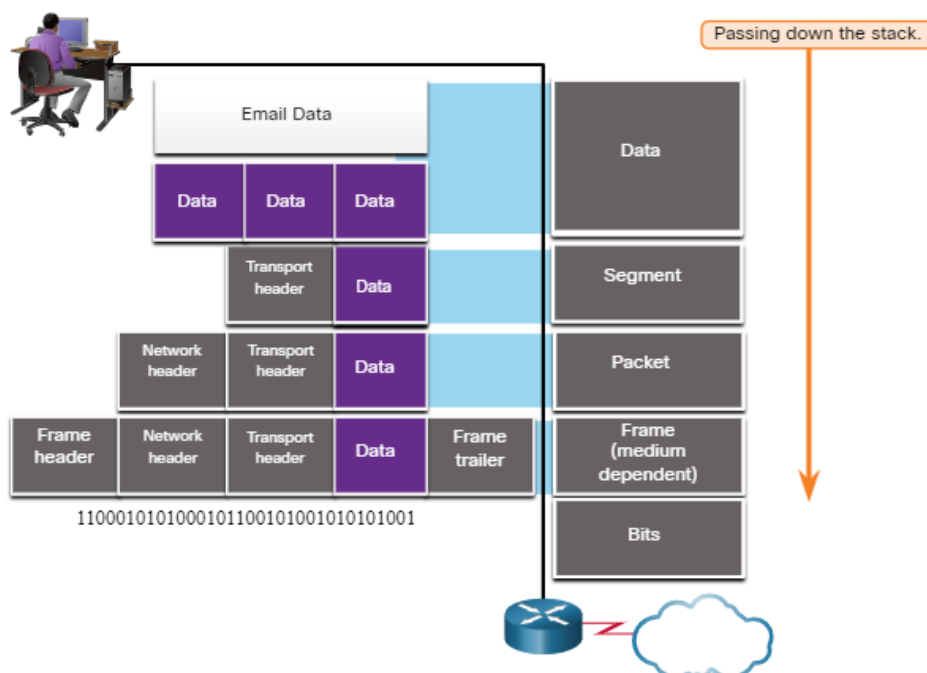 Passing down the stack.
Email Data
Data
Data
Data
Data
Transport
header
Data
Segment
Network
header
Transport
header
Data
Packet
Frame
header
Network
header
Transport
header
Data
Frame
trailer
Frame
(medium
dependent)
1100010101000101100101001010101001
Bits